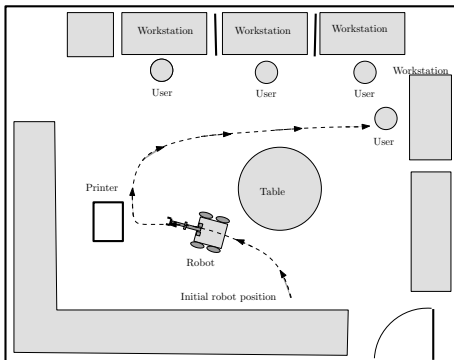 Workstation
Workstation
Workstation
Workstation
User
User
User
User
Printer
Table
Robot
Initial robot position